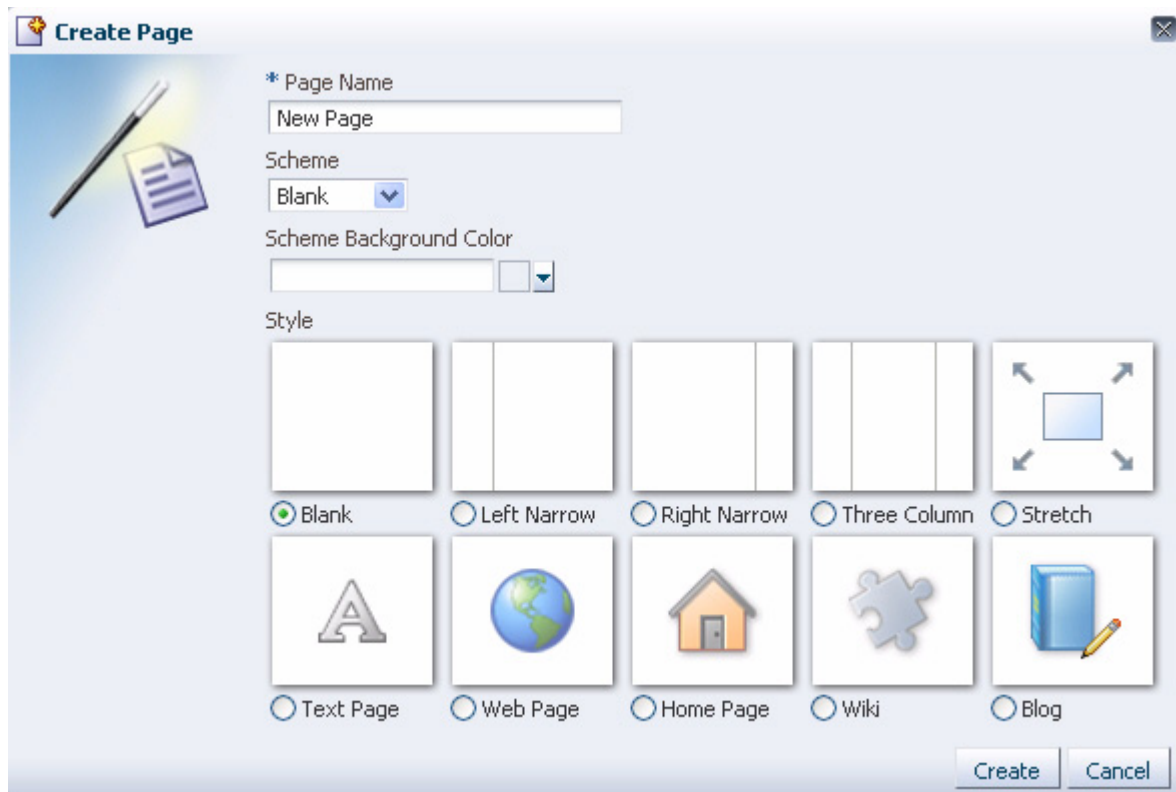 Create Page
* Page Name
New Page
Scheme
Blank
Scheme Background Color
Style
Blank Left Narrow Right Narrow Three Column Stretch
A
Text Page Web Page Home Page Wiki Blog
Create Cancel